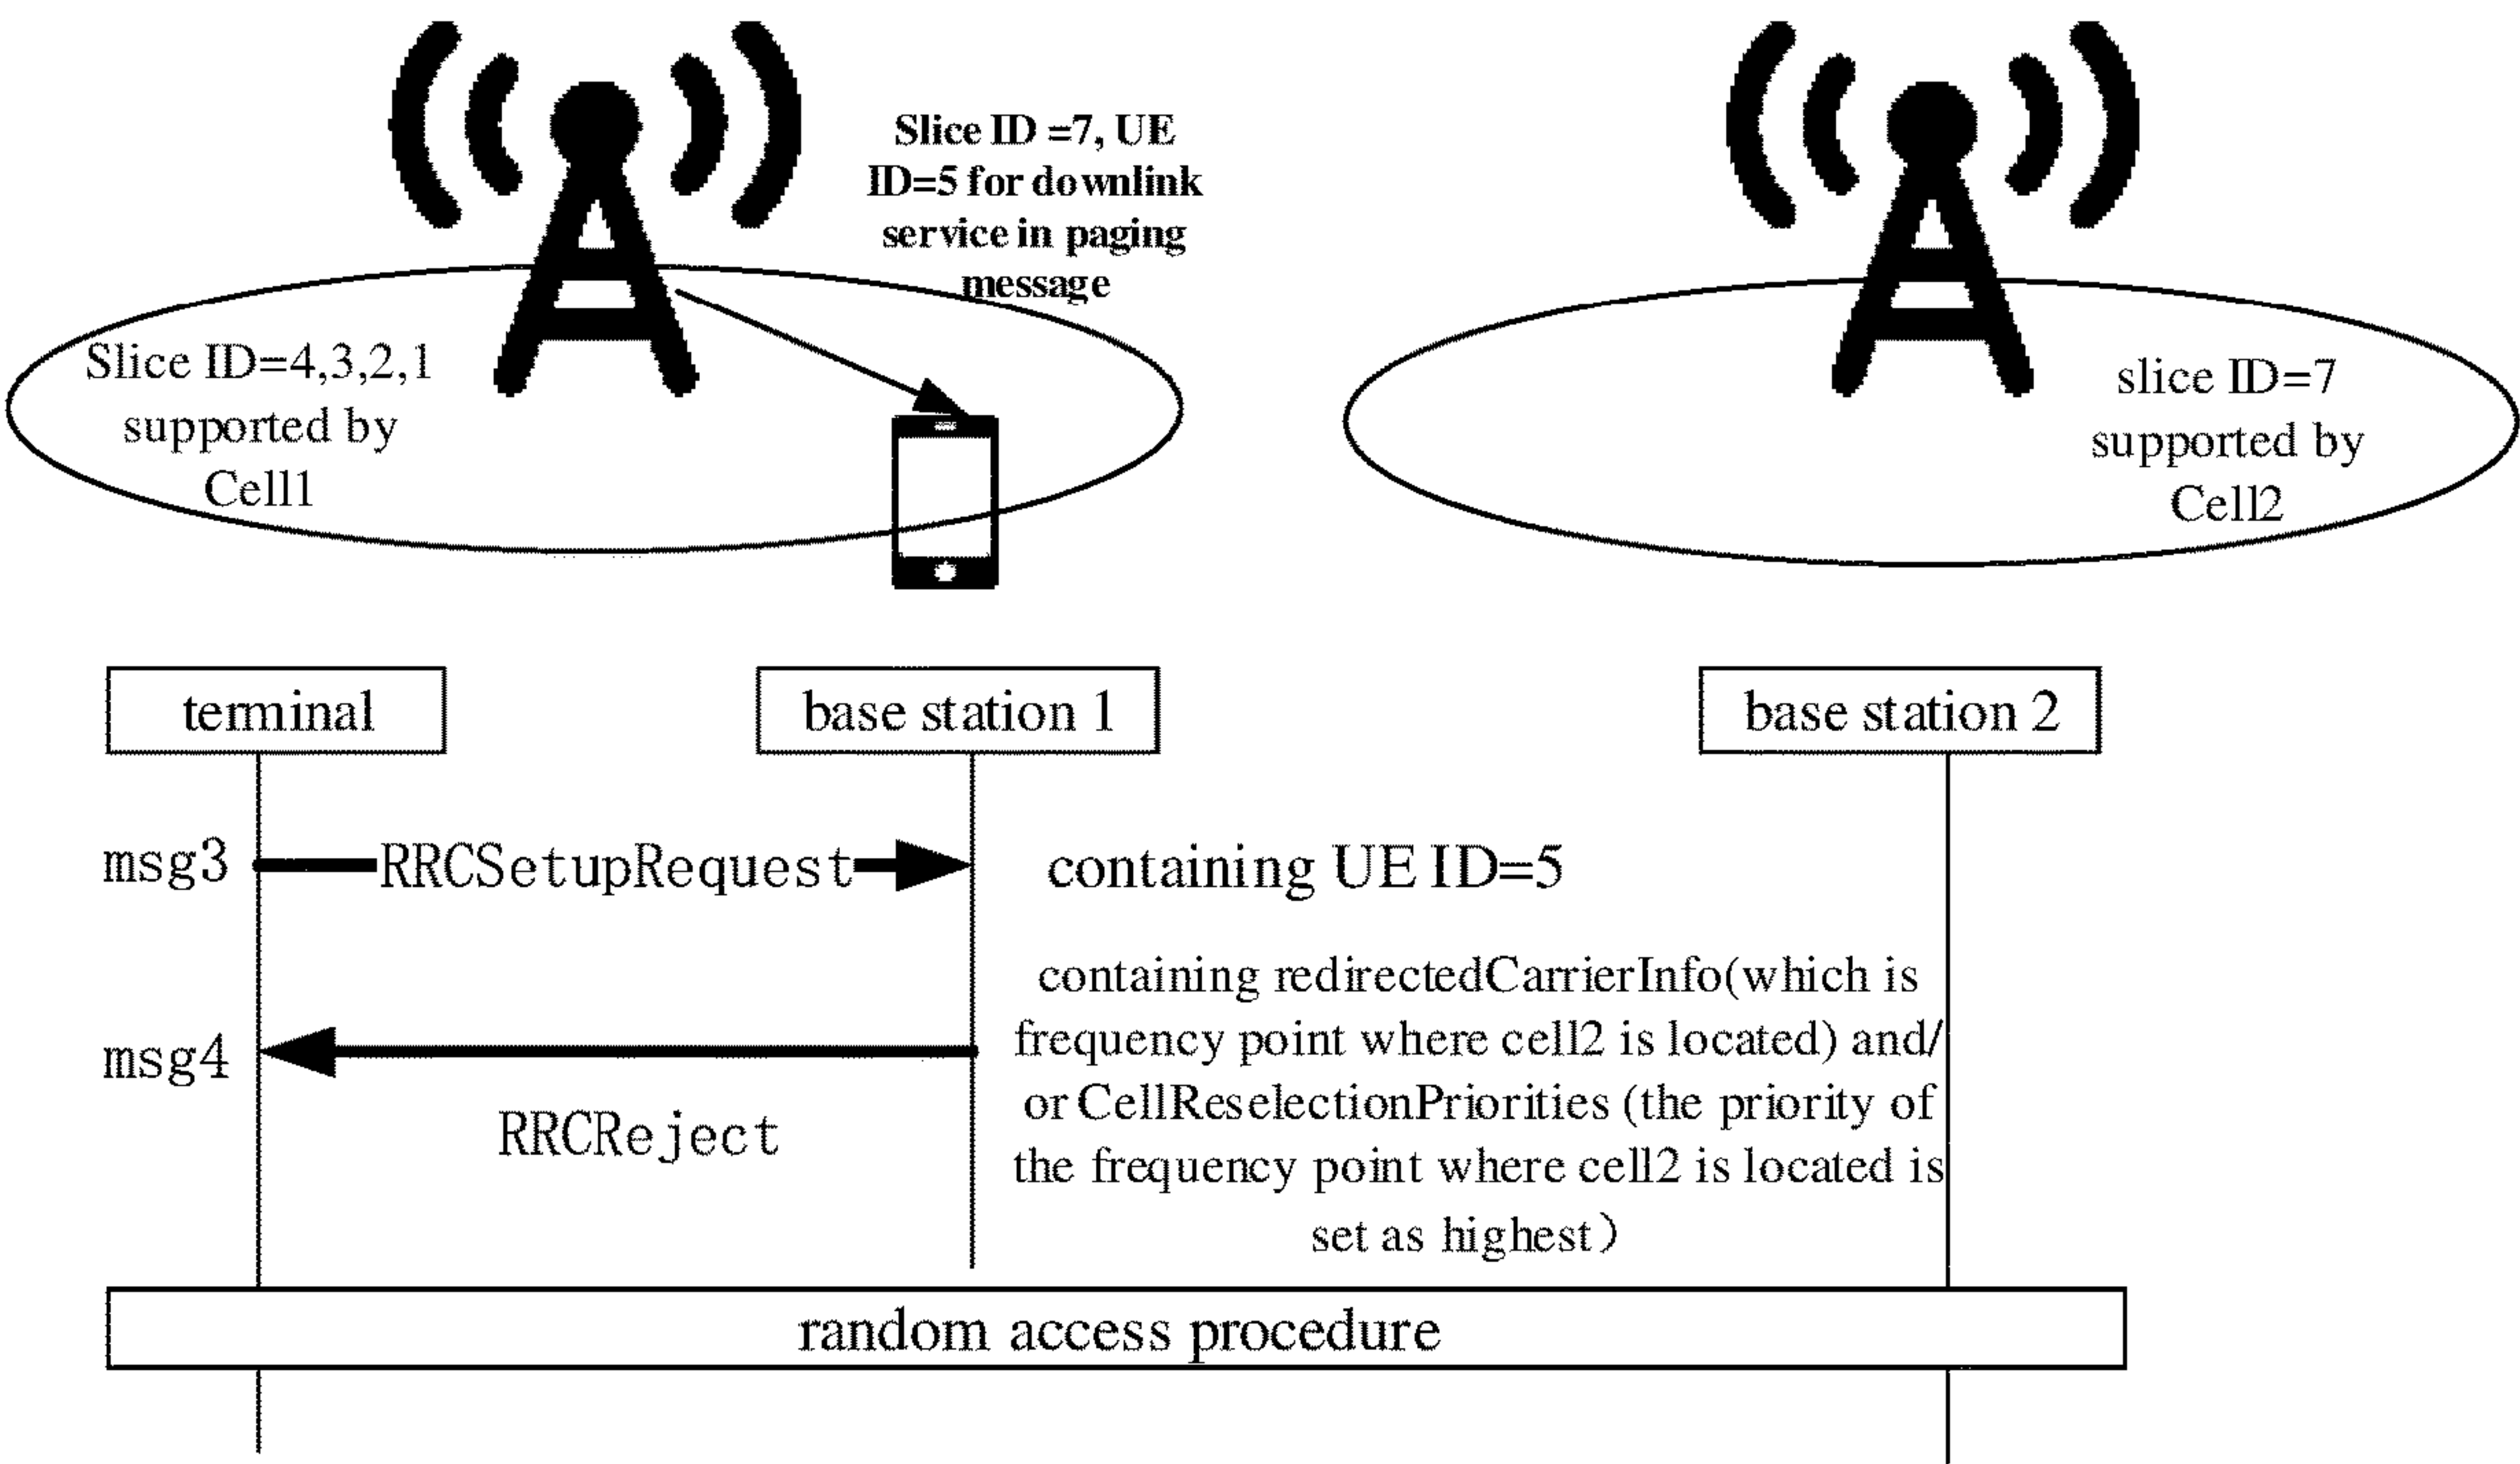 Slice ID =7, UE
ID=5 for downlink
service in paging
message
Slice ID=4,3,2,1
supported by
Cell1
slice ID=7
supported by
Cell2
terminal
base station 1
base station 2
msg3
RRCSetupRequest
containing UE ID=5
containing redirectedCarrierInfo(which is
frequency point where cell2 is located) and/
or CellReselectionPriorities (the priority of
the frequency point where cell2 is located is
set as highest)
msg4
RRCReject
random access procedure